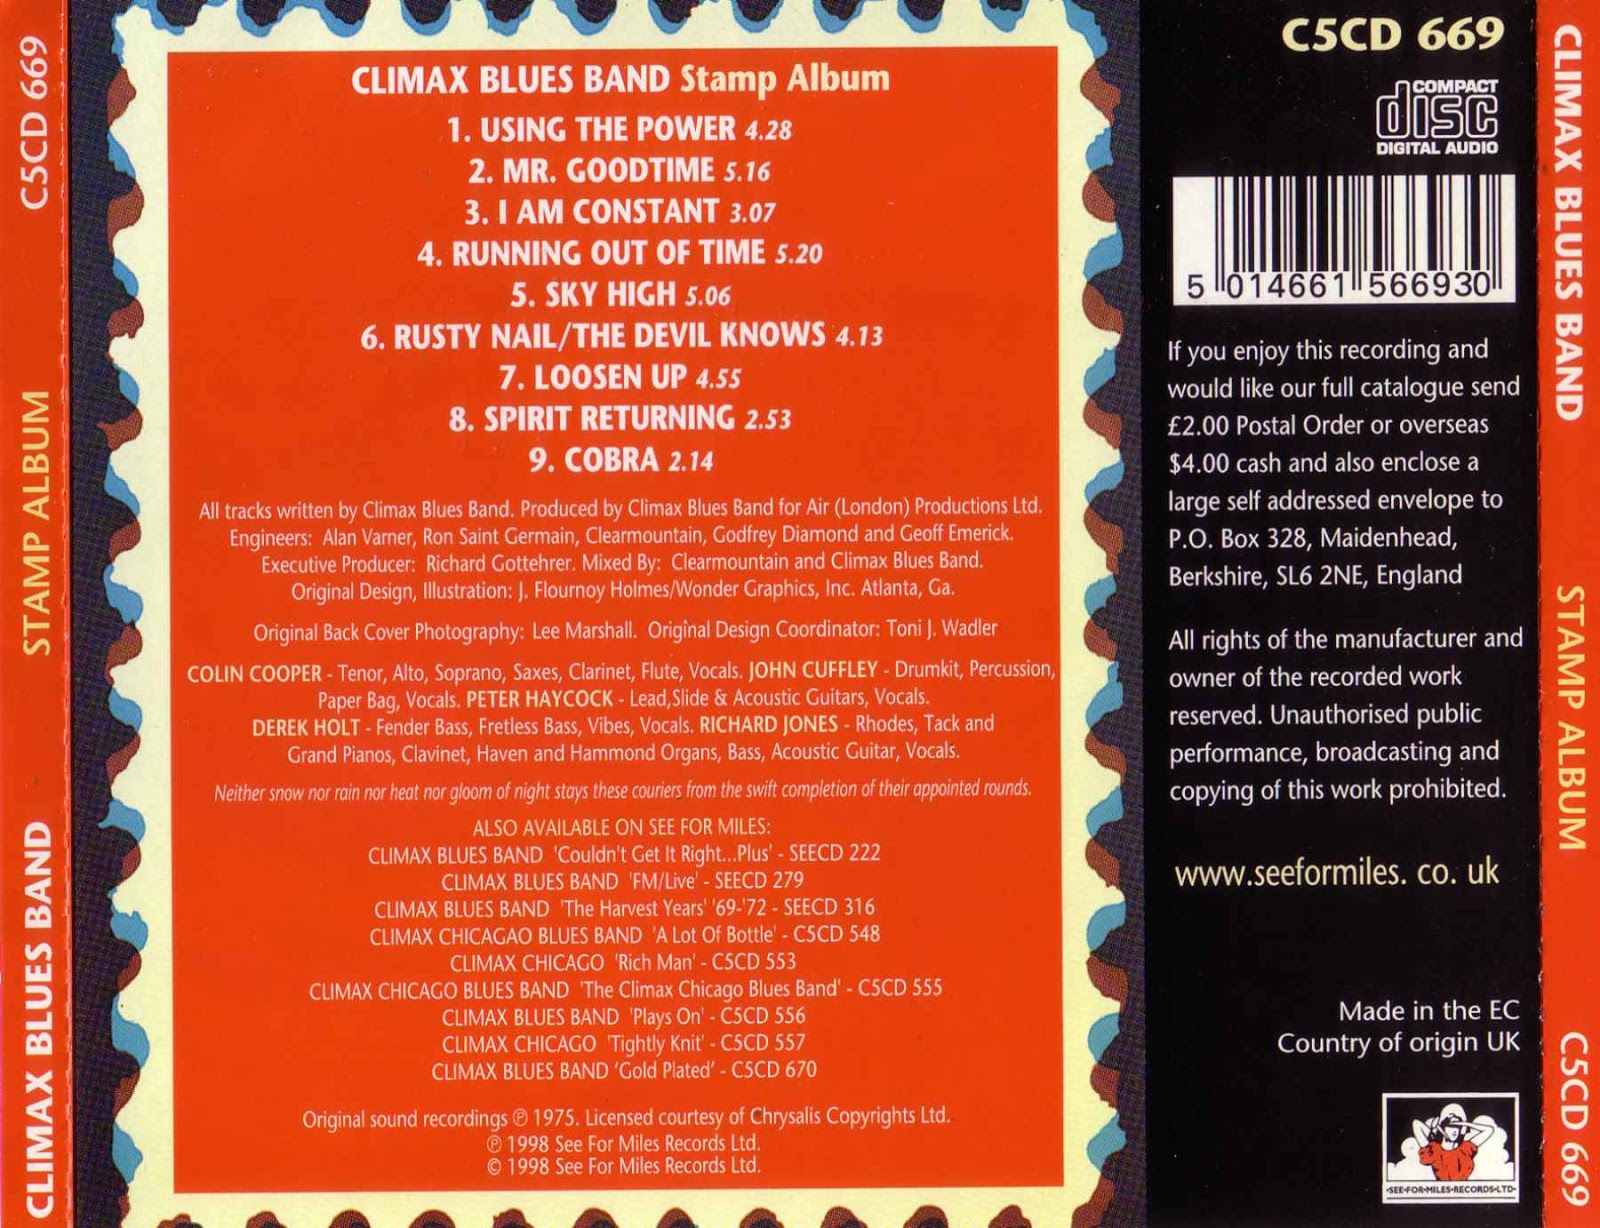 C5CD 669
STAMP ALBUM
CLIMAX BLUES BAND
CLIMAX BLUES BAND Stamp Album
1. USING THE POWER 4.28
2. MR. GOODTIME 5.16
3. I AM CONSTANT 3.07
4. RUNNING OUT OF TIME 5.20
5. SKY HIGH 5.06
6. RUSTY NAIL/THE DEVIL KNOWS 4.13
7. LOOSEN UP 4.55
8. SPIRIT RETURNING 2.53
9. COBRA 2.14
All tracks written by Climax Blues Band. Produced by Climax Blues Band for Air (London) Productions Ltd.
Engineers: Alan Varner, Ron Saint Germain, Clearmountain, Godfrey Diamond and Geoff Emerick.
Executive Producer: Richard Gottehrer. Mixed By: Clearmountain and Climax Blues Band.
Original Design, Illustration: J. Flournoy Holmes/Wonder Graphics, Inc. Atlanta, Ga.
Original Back Cover Photography: Lee Marshall. Original Design Coordinator: Toni J. Wadler
COLIN COOPER - Tenor, Alto, Soprano, Saxes, Clarinet, Flute, Vocals. JOHN CUFFLEY - Drumkit, Percussion,
Paper Bag, Vocals. PETER HAYCOCK - Lead,Slide & Acoustic Guitars, Vocals.
DEREK HOLT - Fender Bass, Fretless Bass, Vibes, Vocals. RICHARD JONES - Rhodes, Tack and
Grand Pianos, Clavinet, Haven and Hammond Organs, Bass, Acoustic Guitar, Vocals.
Neither snow nor rain nor heat nor gloom of night stays these couriers from the swift completion of their appointed rounds.
ALSO AVAILABLE ON SEE FOR MILES:
CLIMAX BLUES BAND 'Couldn't Get It Right...Plus' - SEECD 222
CLIMAX BLUES BAND 'FM/Live' - SEECD 279
CLIMAX BLUES BAND 'The Harvest Years' '69-'72 - SEECD 316
CLIMAX CHICAGAO BLUES BAND 'A Lot Of Bottle' - C5CD 548
CLIMAX CHICAGO 'Rich Man' - C5CD 553
CLIMAX CHICAGO BLUES BAND 'The Climax Chicago Blues Band' - C5CD 555
CLIMAX BLUES BAND 'Plays On' - C5CD 556
CLIMAX CHICAGO 'Tightly Knit' - C5CD 557
CLIMAX BLUES BAND 'Gold Plated' - C5CD 670
Original sound recordings ℗ 1975. Licensed courtesy of Chrysalis Copyrights Ltd.
℗ 1998 See For Miles Records Ltd.
© 1998 See For Miles Records Ltd.
C5CD 669
COMPACT
disc
DIGITAL AUDIO
5 014661 566930
If you enjoy this recording and
would like our full catalogue send
£2.00 Postal Order or overseas
$4.00 cash and also enclose a
large self addressed envelope to
P.O. Box 328, Maidenhead,
Berkshire, SL6 2NE, England
All rights of the manufacturer and
owner of the recorded work
reserved. Unauthorised public
performance, broadcasting and
copying of this work prohibited.
www.seeformiles. co. uk
Made in the EC
Country of origin UK
·SEE·FOR·MILES·RECORDS·LTD·
CLIMAX BLUES BAND
STAMP ALBUM
C5CD 669